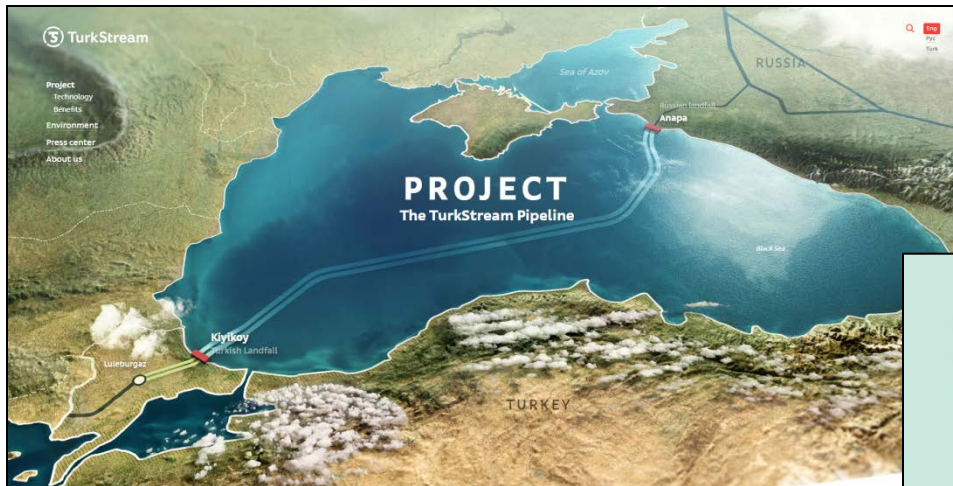 TurkStream
Eng
Рус
Türk
Project
Technology
Benefits
Environment
Press center
About us
Sea of Azov
RUSSIA
Russian landfall
Anapa
PROJECT
The TurkStream Pipeline
Black Sea
Kiyikoy
Turkish Landfall
Luleburgaz
TURKEY